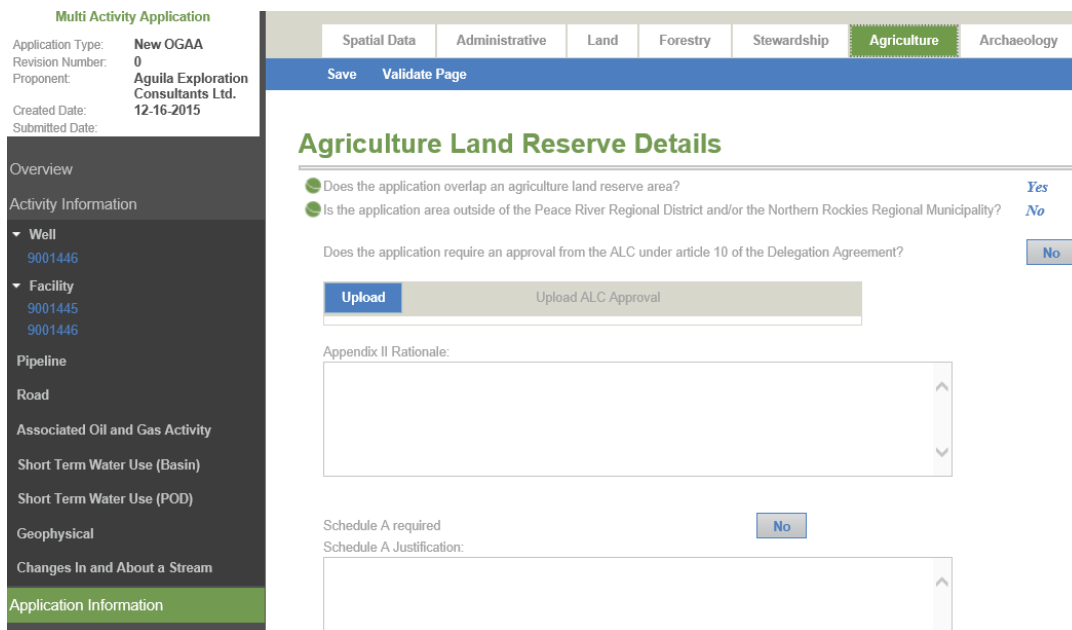 Multi Activity Application
Application Type: New OGAA
Revision Number: 0
Proponent: Aguila Exploration
Consultants Ltd.
Created Date: 12-16-2015
Submitted Date:
Overview
Activity Information
Well
9001446
Facility
9001445
9001446
Pipeline
Road
Associated Oil and Gas Activity
Short Term Water Use (Basin)
Short Term Water Use (POD)
Geophysical
Changes In and About a Stream
Application Information
Spatial Data Administrative Land Forestry Stewardship Agriculture Archaeology
Save Validate Page
Agriculture Land Reserve Details
Does the application overlap an agriculture land reserve area? Yes
Is the application area outside of the Peace River Regional District and/or the Northern Rockies Regional Municipality? No
Does the application require an approval from the ALC under article 10 of the Delegation Agreement? No
Upload Upload ALC Approval
Appendix II Rationale:
Schedule A required No
Schedule A Justification: